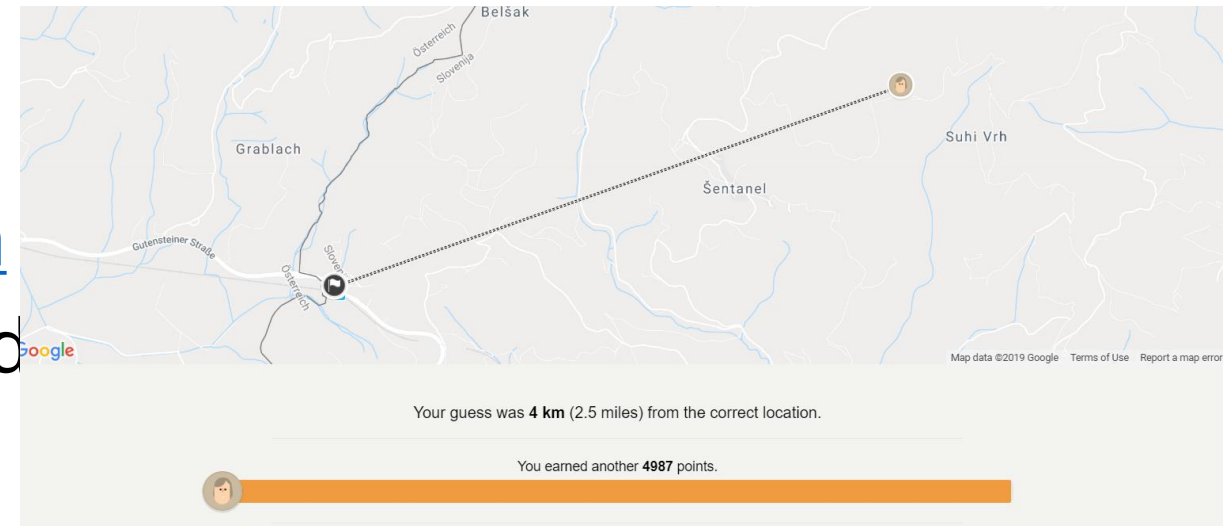 Belšak
Österreich
Slovenija
Grablach
Suhi Vrh
Šentanel
Gutensteiner Straße
Österreich
Google
Map data ©2019 Google Terms of Use Report a map error
Your guess was 4 km (2.5 miles) from the correct location.
You earned another 4987 points.